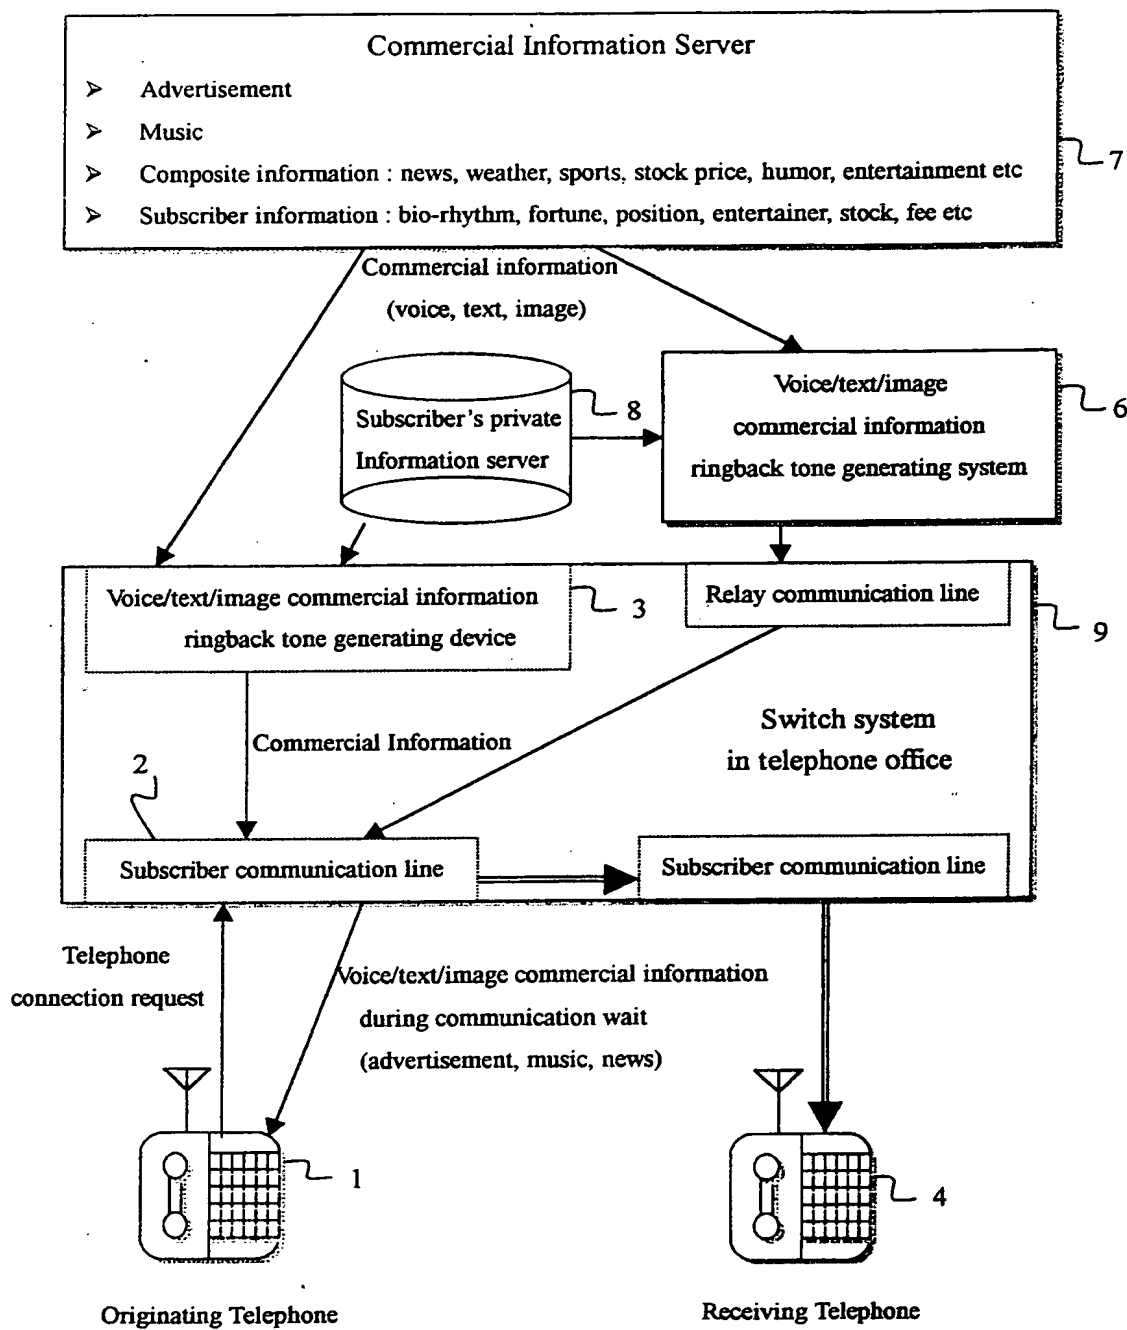 Commercial Information Server
➢ Advertisement
➢ Music
➢ Composite information : news, weather, sports, stock price, humor, entertainment etc
➢ Subscriber information : bio-rhythm, fortune, position, entertainer, stock, fee etc
7
Commercial information
(voice, text, image)
Subscriber's private
Information server
8
Voice/text/image
commercial information
ringback tone generating system
6
Voice/text/image commercial information
ringback tone generating device
3
Relay communication line
9
Switch system
in telephone office
Commercial Information
2
Subscriber communication line
Subscriber communication line
Telephone
connection request
Voice/text/image commercial information
during communication wait
(advertisement, music, news)
1
4
Originating Telephone
Receiving Telephone